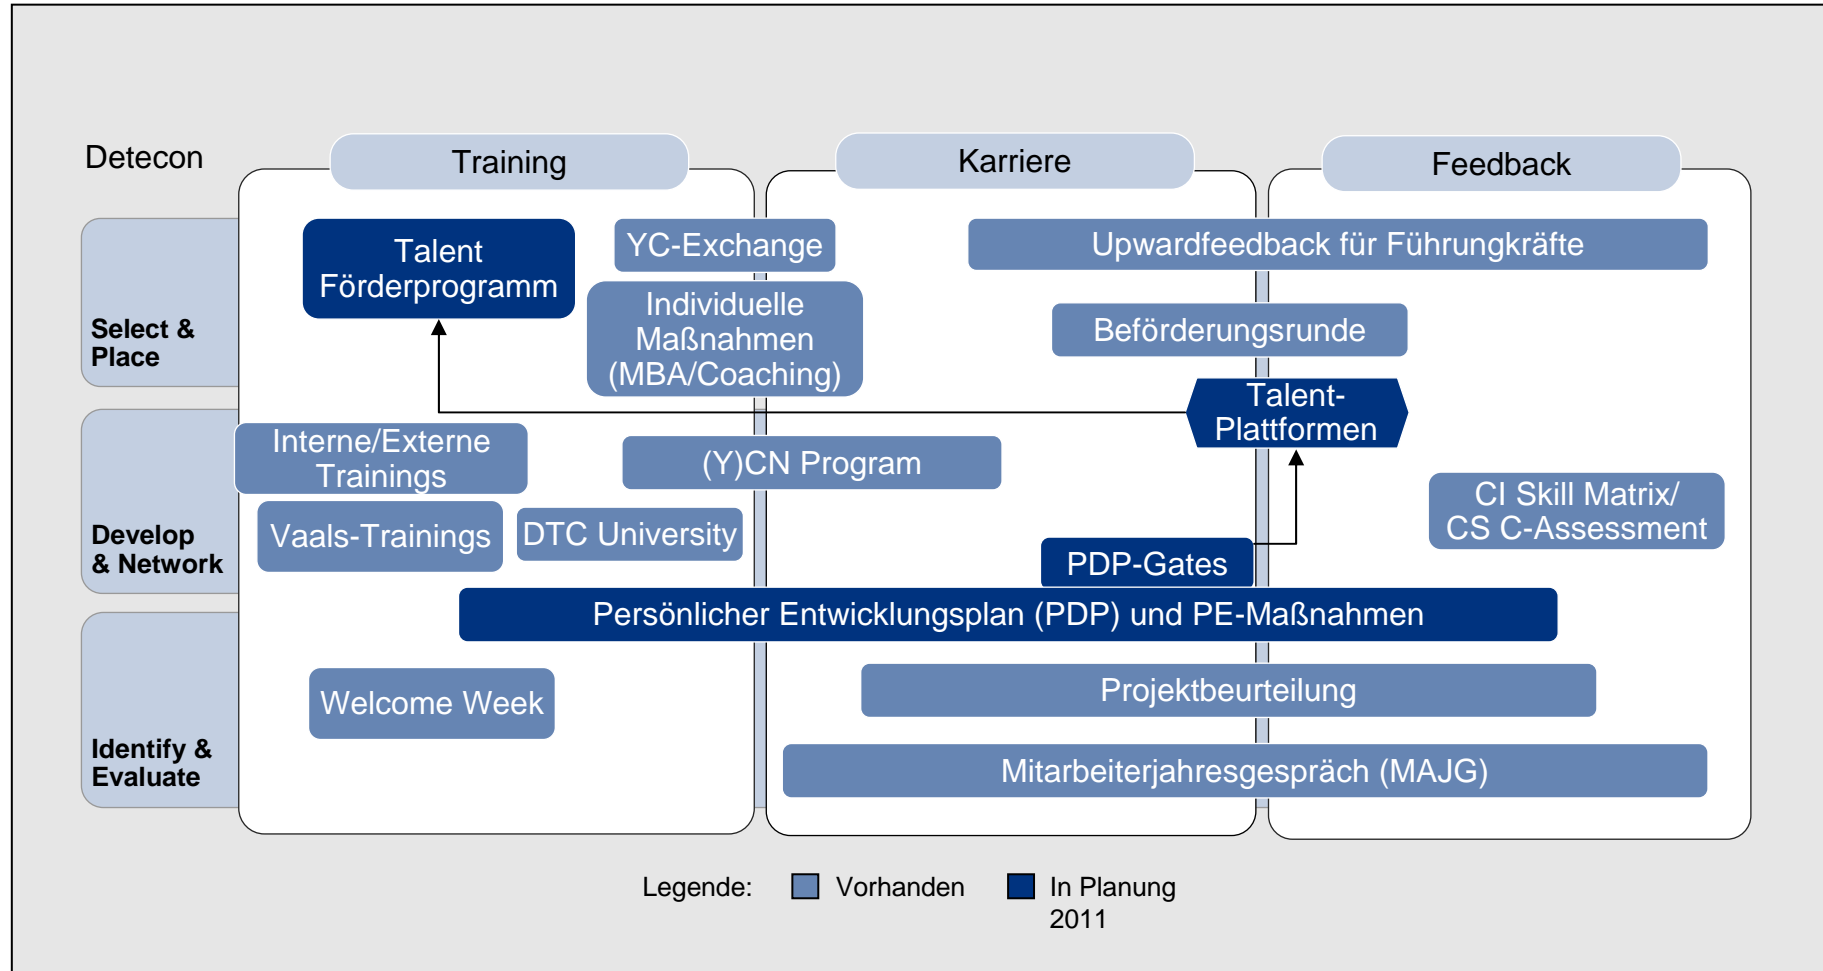 Detecon
Training
Karriere
Feedback
Select &
Place
Talent
Förderprogramm
YC-Exchange
Individuelle
Maßnahmen
(MBA/Coaching)
Upwardfeedback für Führungkräfte
Beförderungsrunde
Talent-
Plattformen
Develop
& Network
Interne/Externe
Trainings
(Y)CN Program
Vaals-Trainings
DTC University
CI Skill Matrix/
CS C-Assessment
PDP-Gates
Persönlicher Entwicklungsplan (PDP) und PE-Maßnahmen
Identify &
Evaluate
Welcome Week
Projektbeurteilung
Mitarbeiterjahresgespräch (MAJG)
Legende:
Vorhanden
In Planung
2011